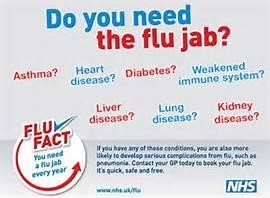 Do you need
the flu jab?
Asthma?
Heart
disease?
Diabetes?
Weakened
immune system?
Liver
disease?
Lung
disease?
Kidney
disease?
FLU
FACT
You need
a flu jab
every year
If you have any of these conditions, you are also more
likely to develop serious complications from flu, such as
pneumonia. Contact your GP today to book your flu jab.
It's quick, safe and free.
www.nhs.uk/flu
NHS